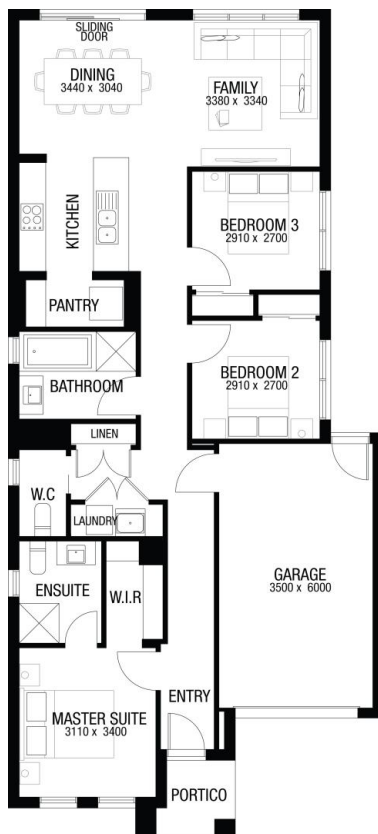 SLIDING
DOOR
DINING
3440 x 3040
FAMILY
3380 x 3340
KITCHEN
BEDROOM 3
2910 x 2700
PANTRY
BATHROOM
BEDROOM 2
2910 x 2700
LINEN
W.C
LAUNDRY
ENSUITE
W.I.R
GARAGE
3500 x 6000
MASTER SUITE
3110 x 3400
ENTRY
PORTICO